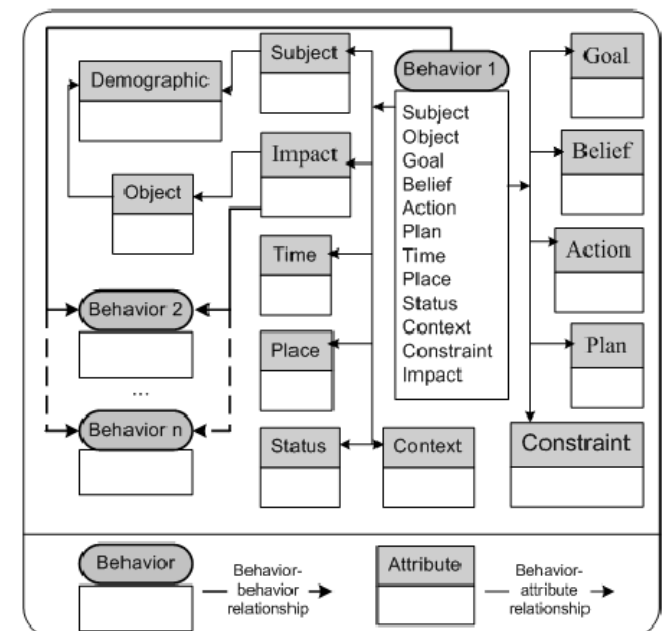 Subject
Behavior 1
Goal
Demographic
Subject
Object
Goal
Belief
Action
Plan
Time
Place
Status
Context
Constraint
Impact
Impact
Belief
Object
Time
Action
Behavior 2
Place
Plan
...
Behavior n
Status
Context
Constraint
Behavior
Behavior-
behavior
relationship
Attribute
Behavior-
attribute
relationship